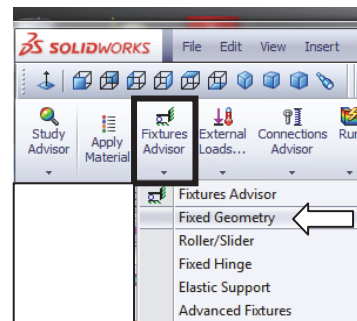 SOLIDWORKS File Edit View Insert
Study Advisor
Apply Material
Fixtures Advisor
External Loads...
Connections Advisor
Fixtures Advisor
Fixed Geometry
Roller/Slider
Fixed Hinge
Elastic Support
Advanced Fixtures